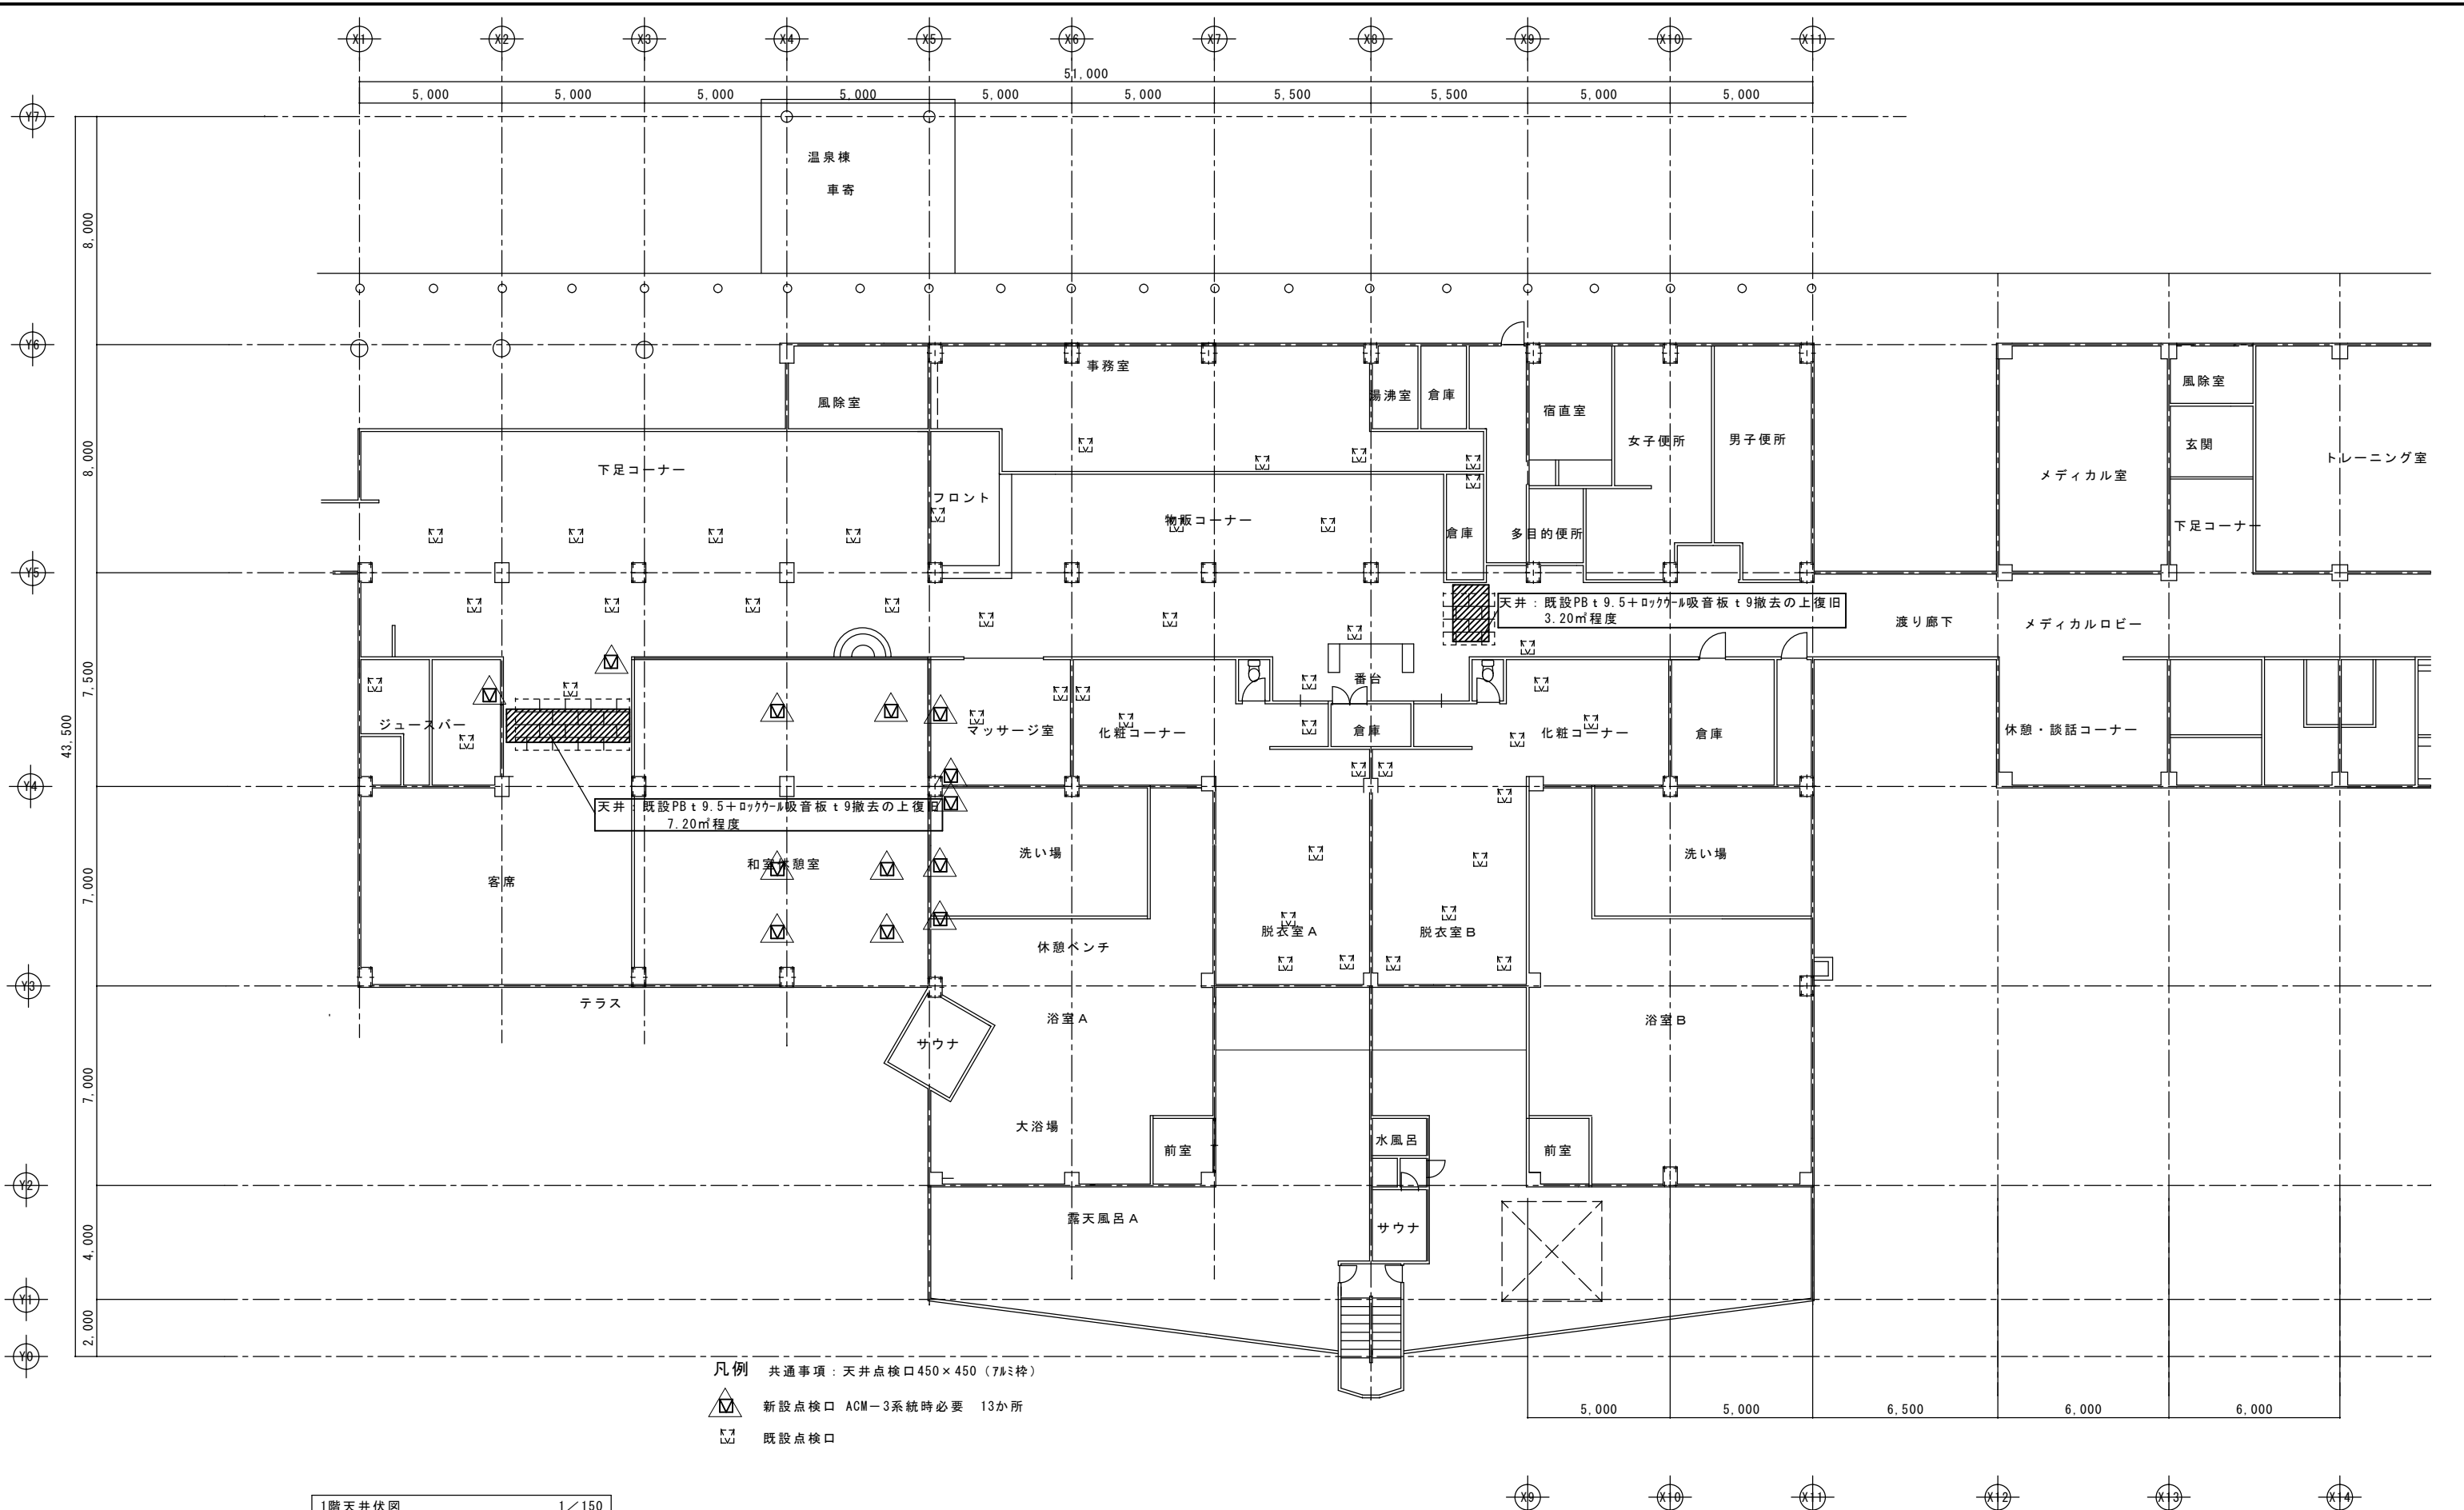 X1 X2 X3 X4 X5 X6 X7 X8 X9 X10 X11
51,000
5,000 5,000 5,000 5,000 5,000 5,000 5,500 5,500 5,000 5,000
Y7
温泉棟
車寄
8,000
Y6
事務室
風除室
湯沸室
倉庫
宿直室
女子便所
男子便所
風除室
玄関
メディカル室
トレーニング室
8,000
下足コーナー
フロント
物販コーナー
倉庫
多目的便所
下足コーナー
Y5
天井：既設PBｔ9.5＋ﾛｯｸｳｰﾙ吸音板ｔ9撤去の上復旧
3.20㎡程度
渡り廊下
メディカルロビー
7,500
43,500
番台
ジュースバー
マッサージ室
化粧コーナー
倉庫
化粧コーナー
倉庫
休憩・談話コーナー
Y4
天井：既設PBｔ9.5＋ﾛｯｸｳｰﾙ吸音板ｔ9撤去の上復旧
7.20㎡程度
洗い場
洗い場
7,000
客席
和室休憩室
休憩ベンチ
脱衣室Ａ
脱衣室Ｂ
Y3
テラス
浴室Ａ
浴室Ｂ
サウナ
7,000
大浴場
前室
水風呂
前室
Y2
露天風呂Ａ
サウナ
4,000
Y1
2,000
Y0
凡例 共通事項：天井点検口450×450（ｱﾙﾐ枠）
新設点検口 ACM－3系統時必要 13か所
既設点検口
5,000 5,000 6,500 6,000 6,000
X9 X10 X11 X12 X13 X14
1階天井伏図 1／150